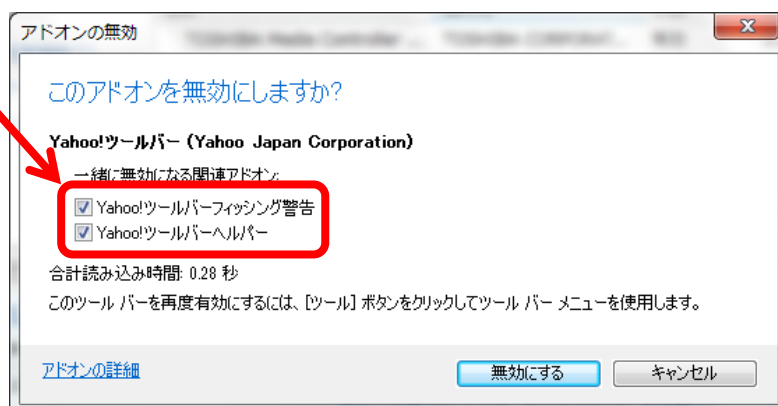 アドオンの無効
このアドオンを無効にしますか?
Yahoo!ツールバー (Yahoo Japan Corporation)
一緒に無効になる関連アドオン:
Yahoo!ツールバーフィッシング警告
Yahoo!ツールバーヘルパー
合計読み込み時間: 0.28 秒
このツール バーを再度有効にするには、[ツール] ボタンをクリックしてツール バー メニューを使用します。
アドオンの詳細
無効にする
キャンセル